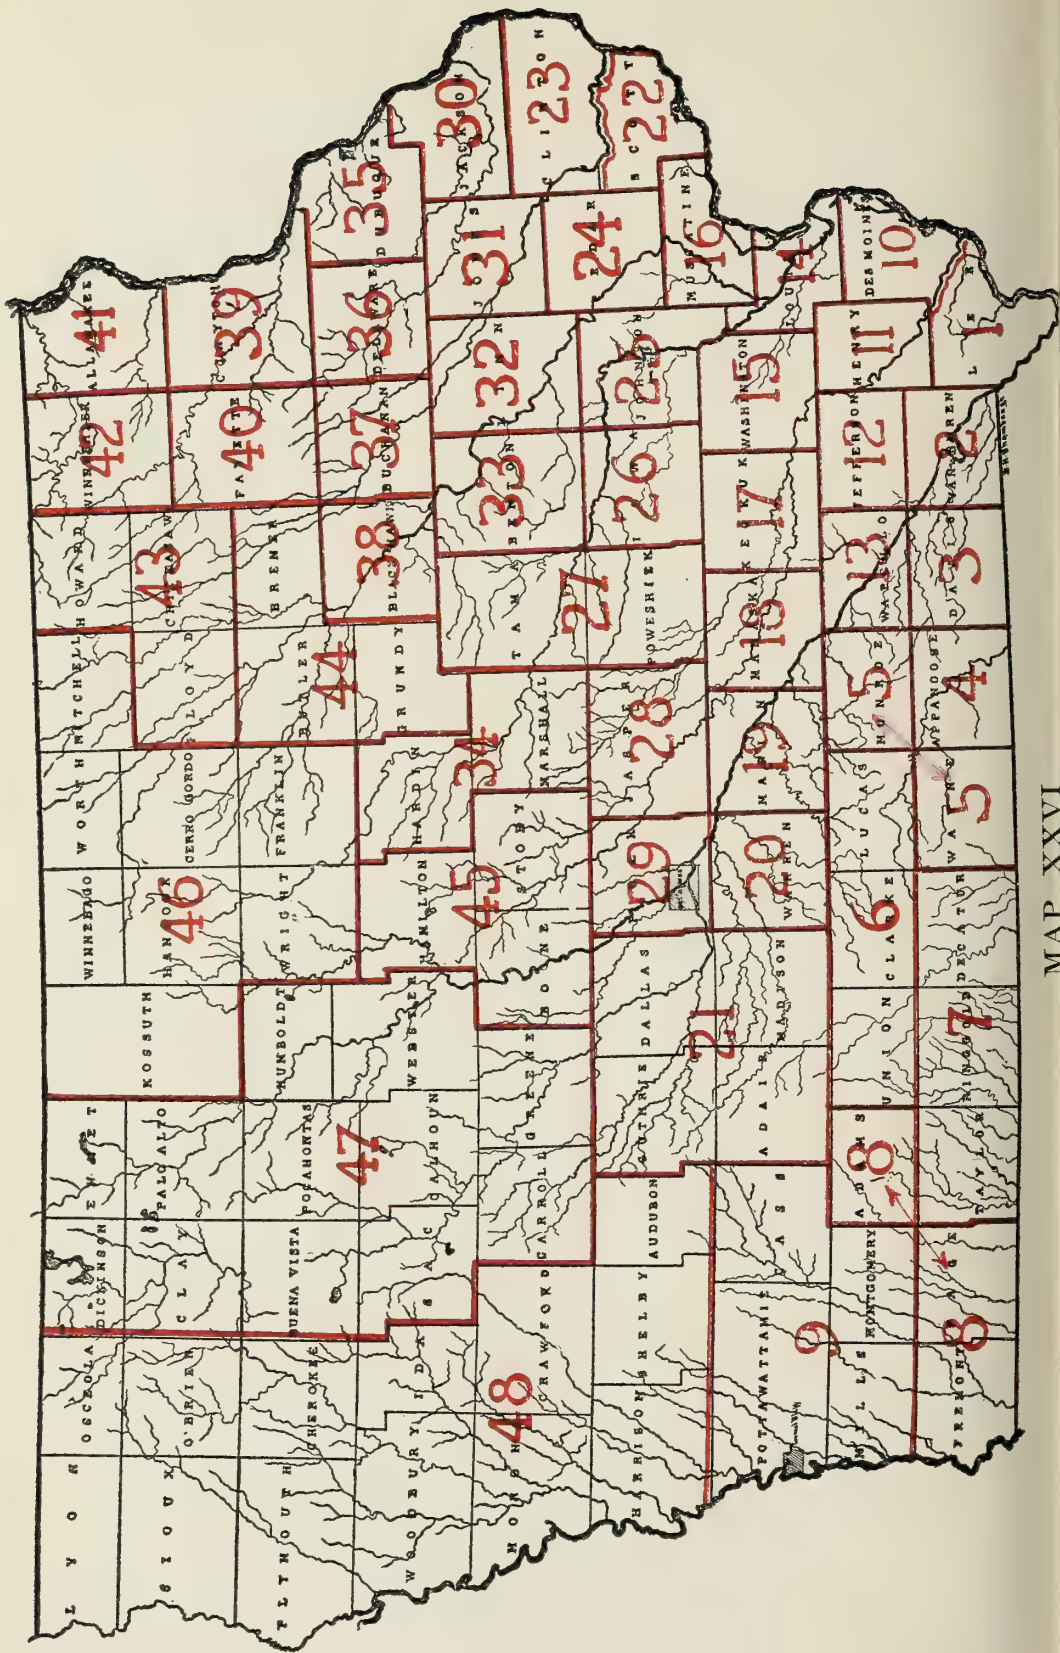 LYON
OSCEOLA
DICKINSON
EMMET
KOSSUTH
WINNEBAGO
WORTH
MITCHELL
HOWARD
WINNESHIEK
42
ALLAMAKEE
41
SIOUX
O'BRIEN
CLAY
PALO ALTO
HANCOCK
46
CERRO GORDO
FLOYD
CHICKASAW
43
PLYMOUTH
CHEROKEE
BUENA VISTA
POCAHONTAS
HUMBOLDT
WRIGHT
FRANKLIN
BUTLER
44
BREMER
FAYETTE
40
CLAYTON
39
WOODBURY
IDA
SAC
CALHOUN
47
WEBSTER
HAMILTON
HARDIN
34
GRUNDY
BLACKHAWK
38
BUCHANAN
37
DELAWARE
36
DUBUQUE
35
MONONA
48
CRAWFORD
CARROLL
GREENE
BOONE
STORY
45
MARSHALL
TAMA
27
BENTON
33
LINN
32
JONES
31
JACKSON
30
CLINTON
23
HARRISON
SHELBY
AUDUBON
GUTHRIE
DALLAS
21
POLK
29
JASPER
28
POWESHIEK
IOWA
26
JOHNSON
25
CEDAR
24
SCOTT
22
MUSCATINE
16
POTTAWATTAMIE
CASS
ADAIR
MADISON
WARREN
20
MARION
19
MAHASKA
18
KEOKUK
17
WASHINGTON
15
LOUISA
14
MILLS
9
MONTGOMERY
ADAMS
8
UNION
CLARKE
6
LUCAS
MONROE
5
WAPELLO
13
JEFFERSON
12
HENRY
11
DES MOINES
10
FREMONT
8
PAGE
TAYLOR
RINGGOLD
7
DECATUR
WAYNE
5
APPANOOSE
4
DAVIS
3
VAN BUREN
2
LEE
1
MAP XXVI